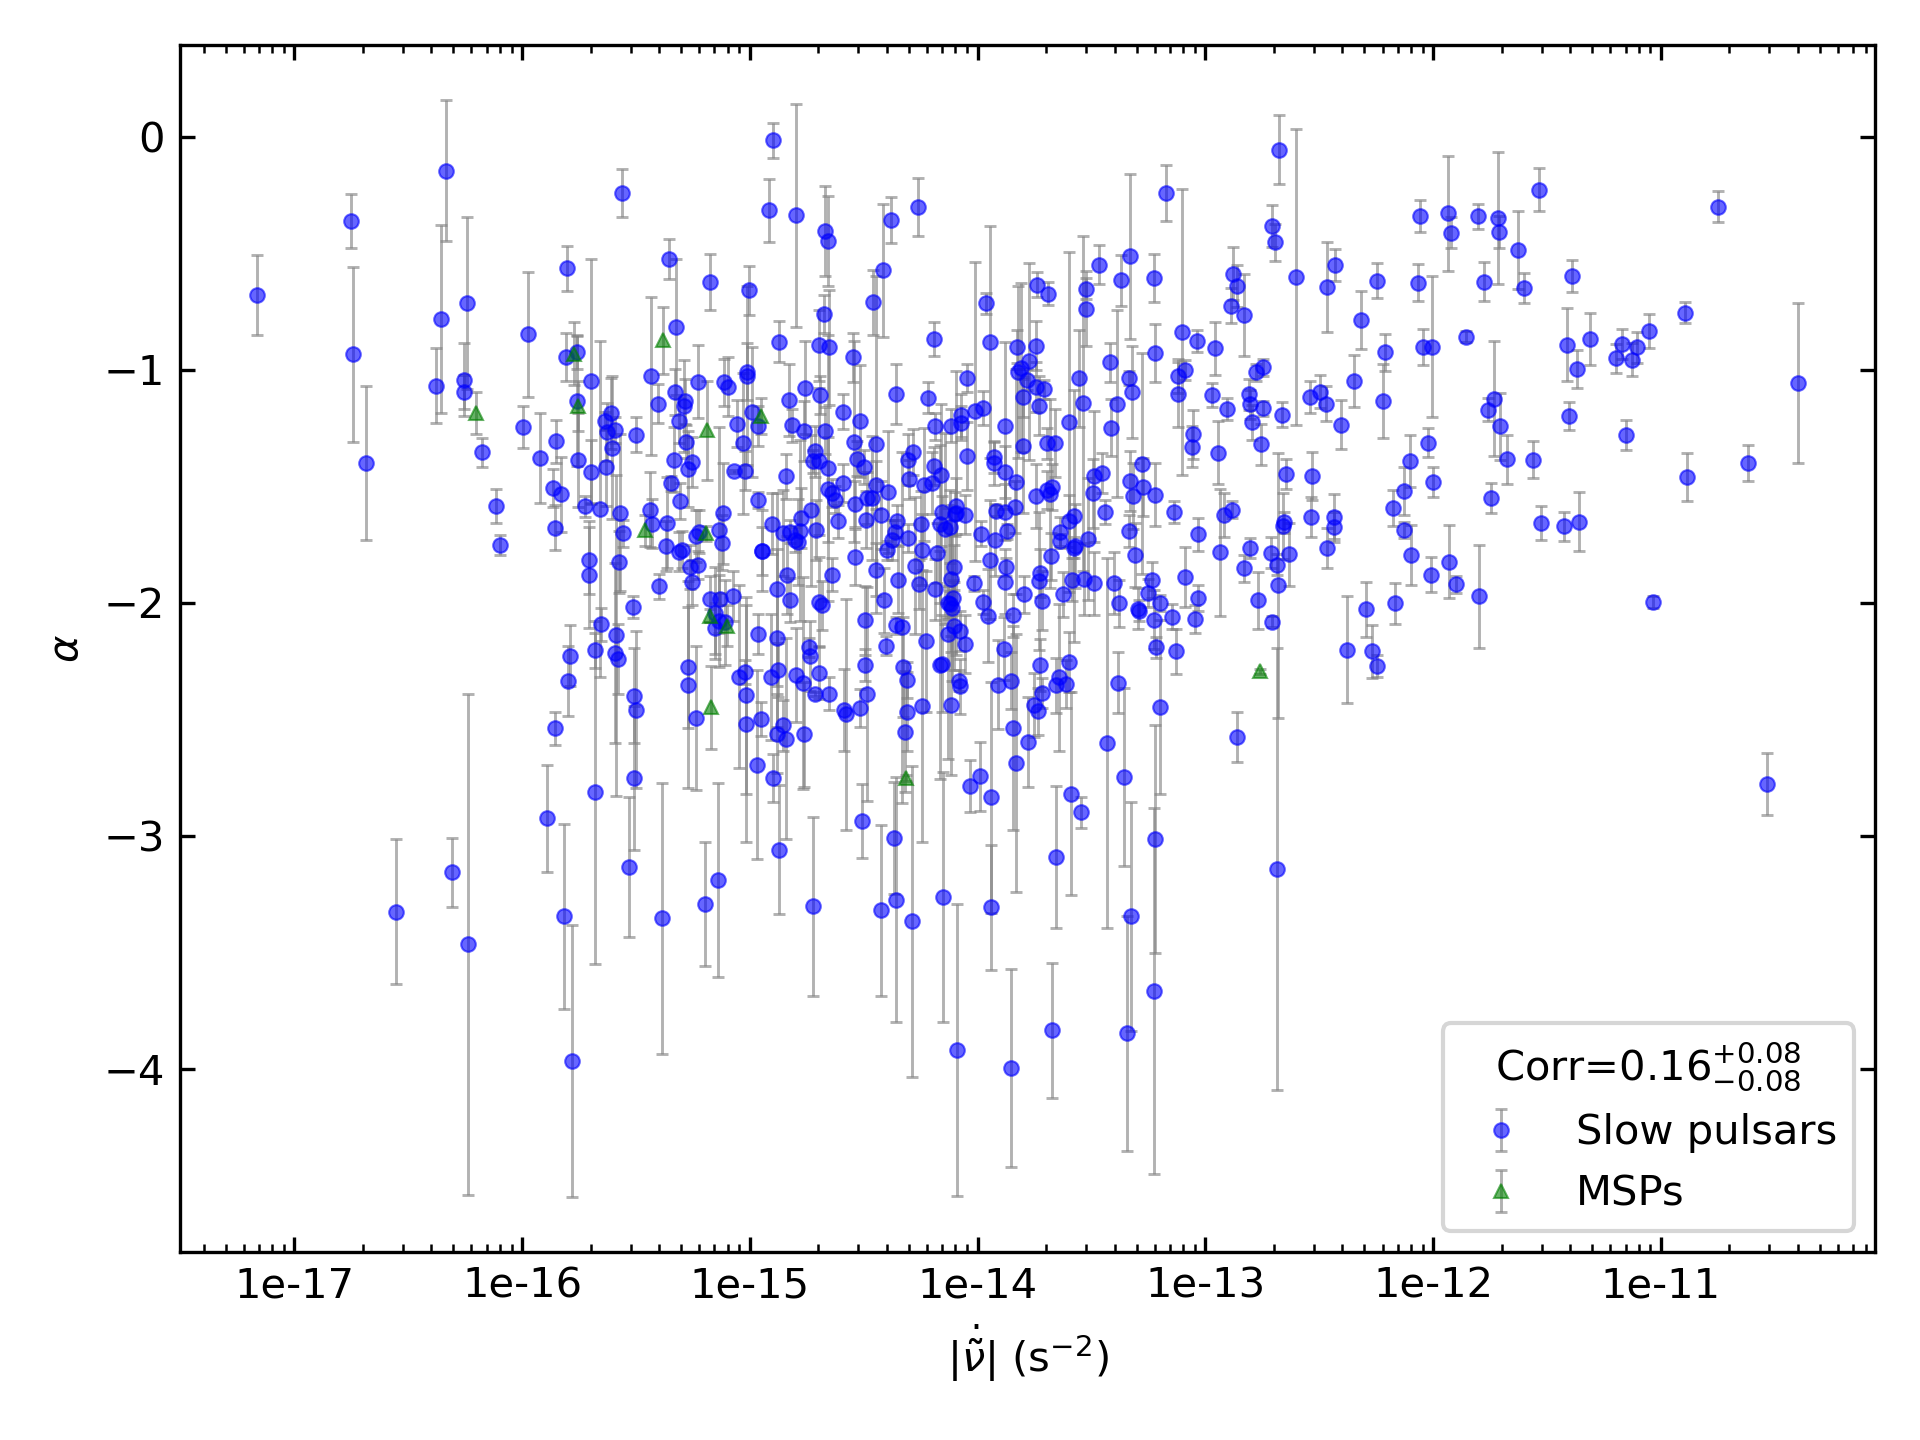 0
−1
−2
−3
−4
α
1e-17 1e-16 1e-15 1e-14 1e-13 1e-12 1e-11
|ν̃̇| (s⁻²)
Corr=0.16 +0.08 −0.08
Slow pulsars
MSPs